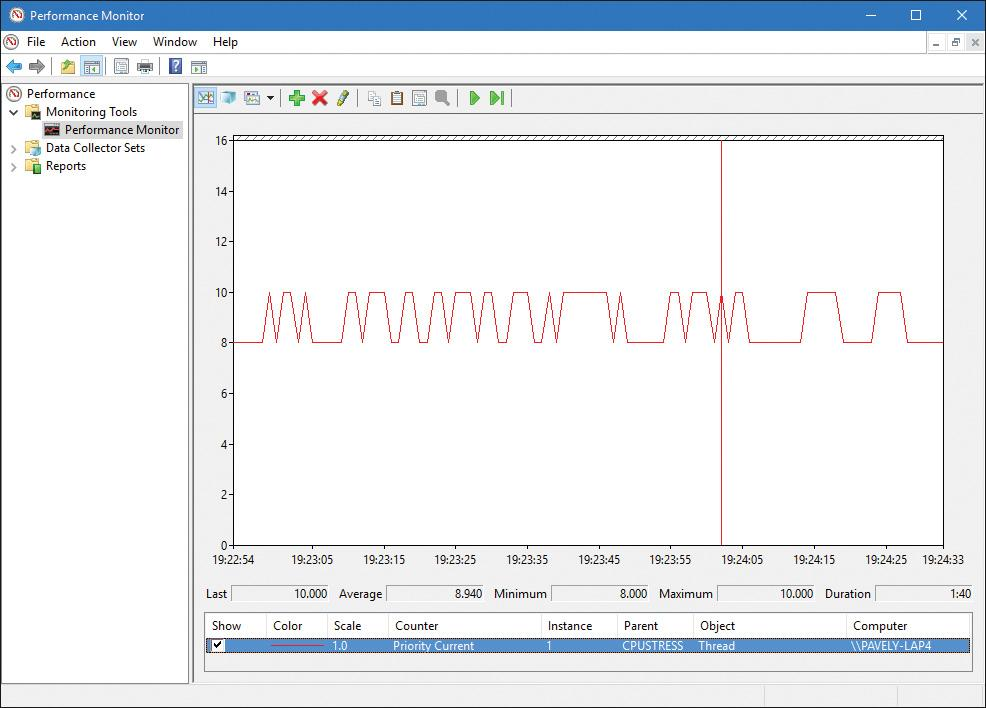 Performance Monitor
File Action View Window Help
Performance
Monitoring Tools
Performance Monitor
Data Collector Sets
Reports
16
14
12
10
8
6
4
2
0
19:22:54 19:23:05 19:23:15 19:23:25 19:23:35 19:23:45 19:23:55 19:24:05 19:24:15 19:24:25 19:24:33
Last 10.000 Average 8.940 Minimum 8.000 Maximum 10.000 Duration 1:40
Show Color Scale Counter Instance Parent Object Computer
1.0 Priority Current 1 CPUSTRESS Thread \\PAVELY-LAP4